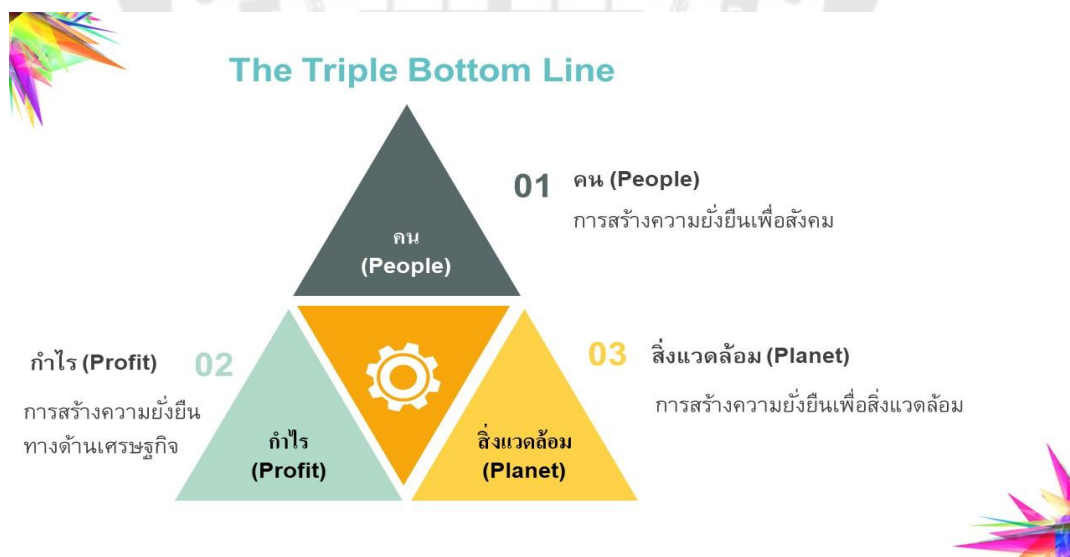 The Triple Bottom Line
คน
(People)
01
คน (People)
การสร้างความยั่งยืนเพื่อสังคม
กำไร (Profit)
02
การสร้างความยั่งยืน
ทางด้านเศรษฐกิจ
กำไร
(Profit)
03
สิ่งแวดล้อม (Planet)
การสร้างความยั่งยืนเพื่อสิ่งแวดล้อม
สิ่งแวดล้อม
(Planet)